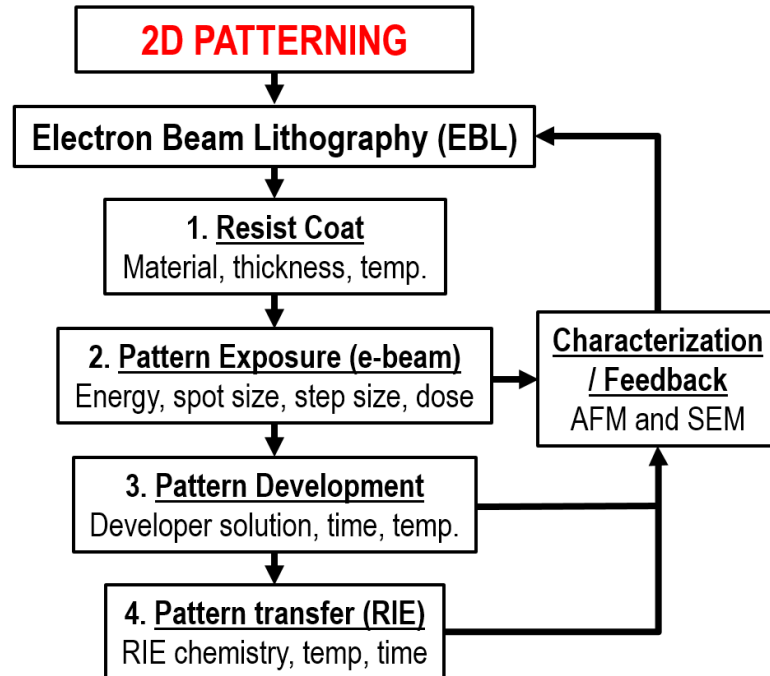 2D PATTERNING
Electron Beam Lithography (EBL)
1. Resist Coat
Material, thickness, temp.
2. Pattern Exposure (e-beam)
Energy, spot size, step size, dose
Characterization
/ Feedback
AFM and SEM
3. Pattern Development
Developer solution, time, temp.
4. Pattern transfer (RIE)
RIE chemistry, temp, time